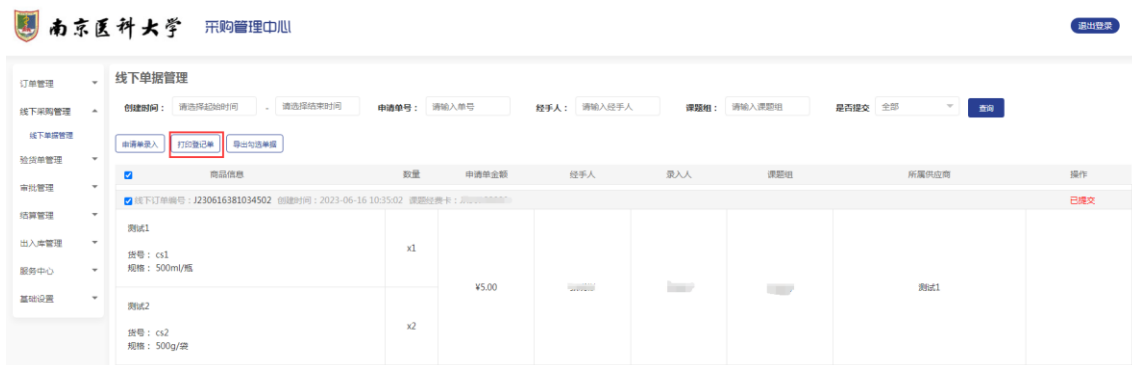 南京医科大学 采购管理中心 退出登录
订单管理
线下采购管理
线下单据管理
验货单管理
审批管理
结算管理
出入库管理
服务中心
基础设置
线下单据管理
创建时间： 请选择起始时间 - 请选择结束时间 申请单号： 请输入单号 经手人： 请输入经手人 课题组： 请输入课题组 是否提交 全部 查询
申请单录入 打印登记单 导出勾选单据
商品信息 数量 申请单金额 经手人 录入人 课题组 所属供应商 操作
线下订单编号：J230616381034502 创建时间：2023-06-16 10:35:02 课题经费卡： 已提交
测试1
货号： cs1
规格： 500ml/瓶
x1
¥5.00
测试1
测试2
货号： cs2
规格： 500g/袋
x2